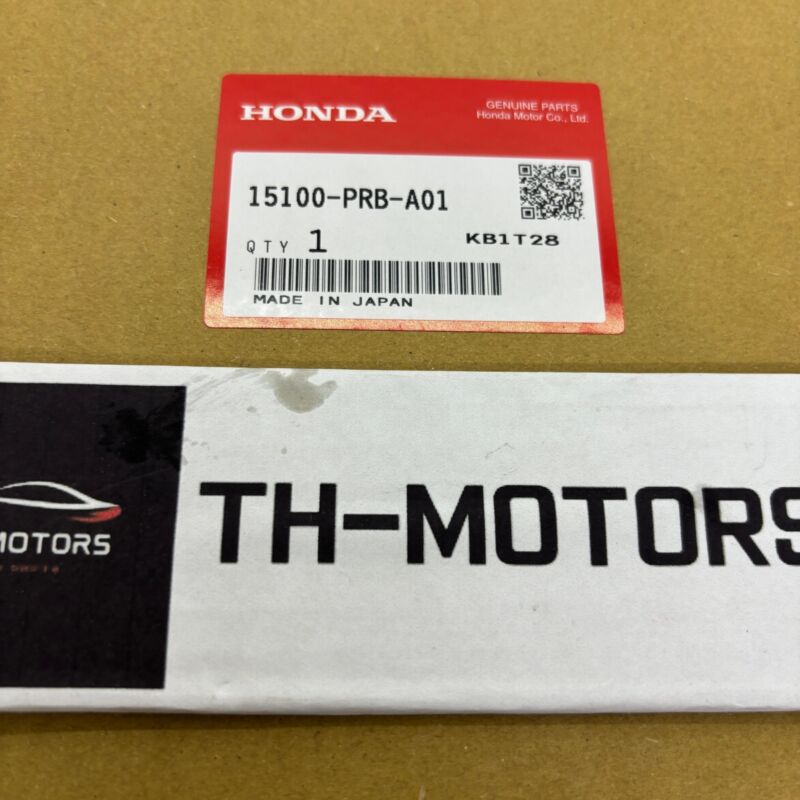 HONDA
GENUINE PARTS
Honda Motor Co., Ltd.
15100-PRB-A01
QTY 1
KB1T28
MADE IN JAPAN
TH-MOTORS
MOTORS